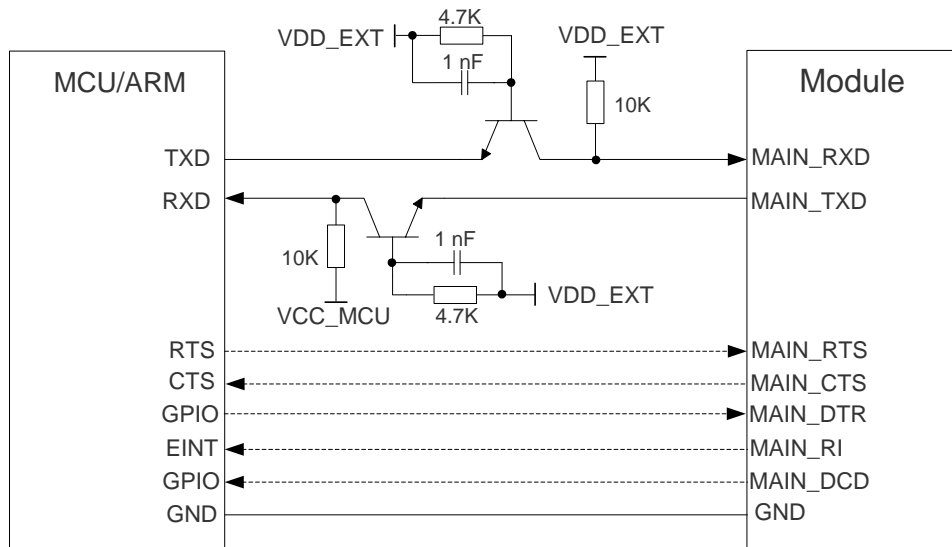 4.7K
VDD_EXT
VDD_EXT
1 nF
MCU/ARM
Module
10K
TXD
MAIN_RXD
RXD
MAIN_TXD
1 nF
10K
VDD_EXT
VCC_MCU
4.7K
RTS
MAIN_RTS
CTS
MAIN_CTS
GPIO
MAIN_DTR
EINT
MAIN_RI
GPIO
MAIN_DCD
GND
GND